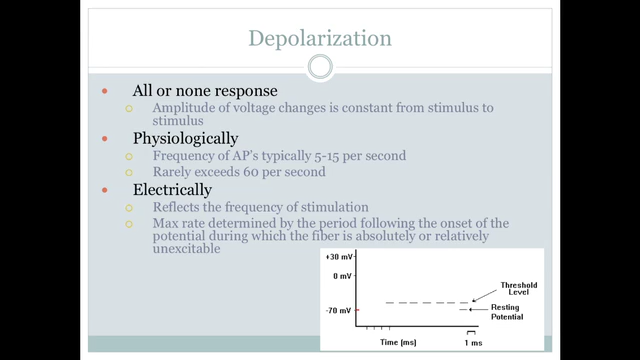 Depolarization
All or none response
Amplitude of voltage changes is constant from stimulus to
stimulus
Physiologically
Frequency of AP's typically 5-15 per second
Rarely exceeds 60 per second
Electrically
Reflects the frequency of stimulation
Max rate determined by the period following the onset of the
potential during which the fiber is absolutely or relatively
unexcitable
+30 mV
0 mV
Threshold
Level
-70 mV
Resting
Potential
Time (ms)
1 ms